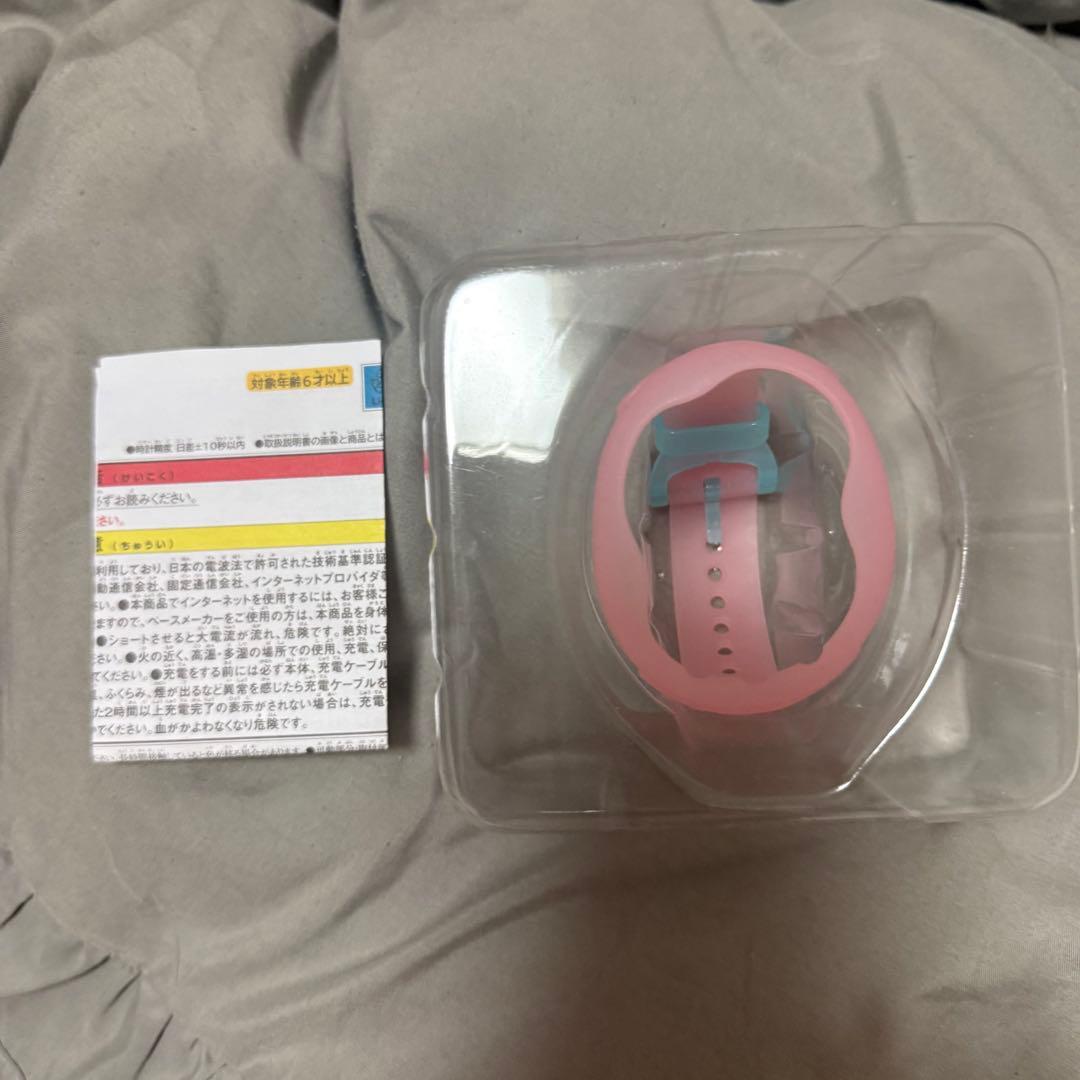 対象年齢6才以上
●時計精度 日差±10秒以内 ●取扱説明書の画像と商品とは
(けいこく)
必ずお読みください。
さい。
意 (ちゅうい)
利用しており、日本の電波法で許可された技術基準認証
動通信会社、固定通信会社、インターネットプロバイダ等
さい。●本商品でインターネットを使用するには、お客様ご
ますので、ペースメーカーをご使用の方は、本商品を身体
●ショートさせると大電流が流れ、危険です。絶対に
さい。●火の近く、高温・多湿の場所での使用、充電、保
てください。●充電をする前には必ず本体、充電ケーブル
、ふくらみ、煙が出るなど異常を感じたら充電ケーブルを
た2時間以上充電完了の表示がされない場合は、充電
てください。血がかよわなくなり危険です。